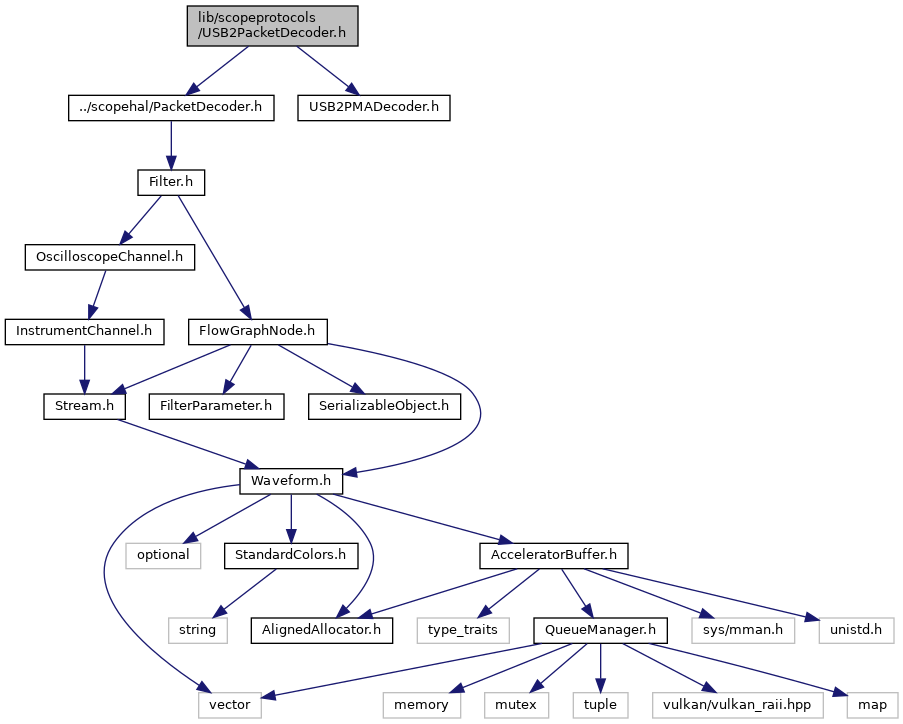 lib/scopeprotocols
/USB2PacketDecoder.h
../scopehal/PacketDecoder.h
USB2PMADecoder.h
Filter.h
OscilloscopeChannel.h
InstrumentChannel.h
FlowGraphNode.h
Stream.h
FilterParameter.h
SerializableObject.h
Waveform.h
optional
StandardColors.h
AcceleratorBuffer.h
string
AlignedAllocator.h
type_traits
QueueManager.h
sys/mman.h
unistd.h
vector
memory
mutex
tuple
vulkan/vulkan_raii.hpp
map